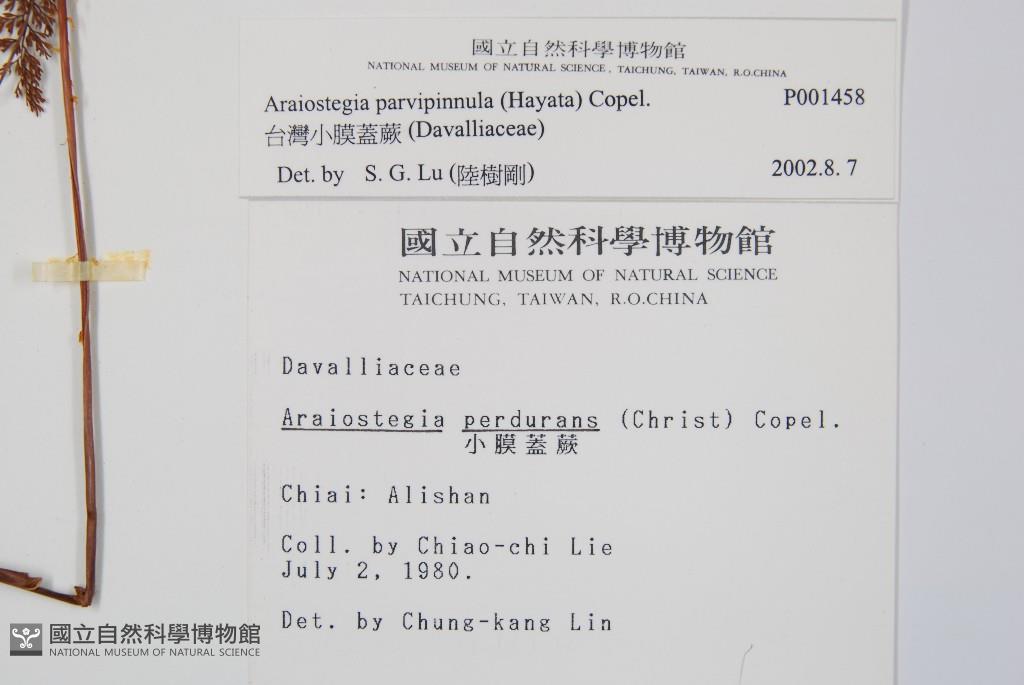 國立自然科學博物館
NATIONAL MUSEUM OF NATURAL SCIENCE, TAICHUNG, TAIWAN, R.O.CHINA
Araiostegia parvipinnula (Hayata) Copel. P001458
台灣小膜蓋蕨 (Davalliaceae)
Det. by S. G. Lu (陸樹剛) 2002.8. 7
國立自然科學博物館
NATIONAL MUSEUM OF NATURAL SCIENCE
TAICHUNG, TAIWAN, R.O.CHINA
Davalliaceae
Araiostegia perdurans (Christ) Copel.
小膜蓋蕨
Chiai: Alishan
Coll. by Chiao-chi Lie
July 2, 1980.
Det. by Chung-kang Lin
國立自然科學博物館
NATIONAL MUSEUM OF NATURAL SCIENCE